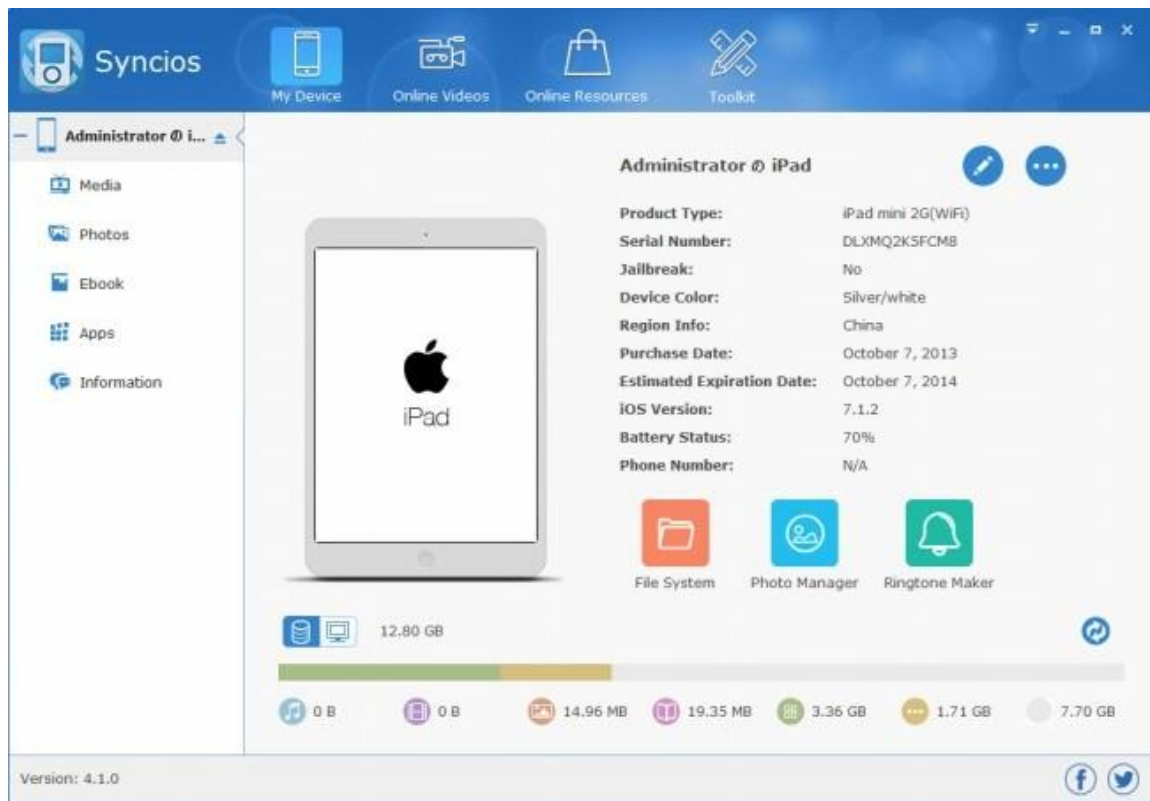 Syncios
My Device
Online Videos
Online Resources
Toolkit
Administrator の i...
Media
Photos
Ebook
Apps
Information
iPad
Administrator の iPad
Product Type: iPad mini 2G(WiFi)
Serial Number: DLXMQ2K5FCM8
Jailbreak: No
Device Color: Silver/white
Region Info: China
Purchase Date: October 7, 2013
Estimated Expiration Date: October 7, 2014
iOS Version: 7.1.2
Battery Status: 70%
Phone Number: N/A
File System
Photo Manager
Ringtone Maker
12.80 GB
0 B
0 B
14.96 MB
19.35 MB
3.36 GB
1.71 GB
7.70 GB
Version: 4.1.0